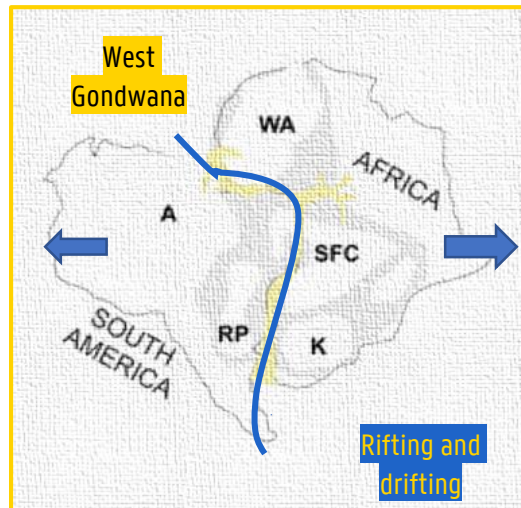 West
Gondwana
WA
AFRICA
A
SFC
SOUTH
AMERICA
RP
K
Rifting and
drifting